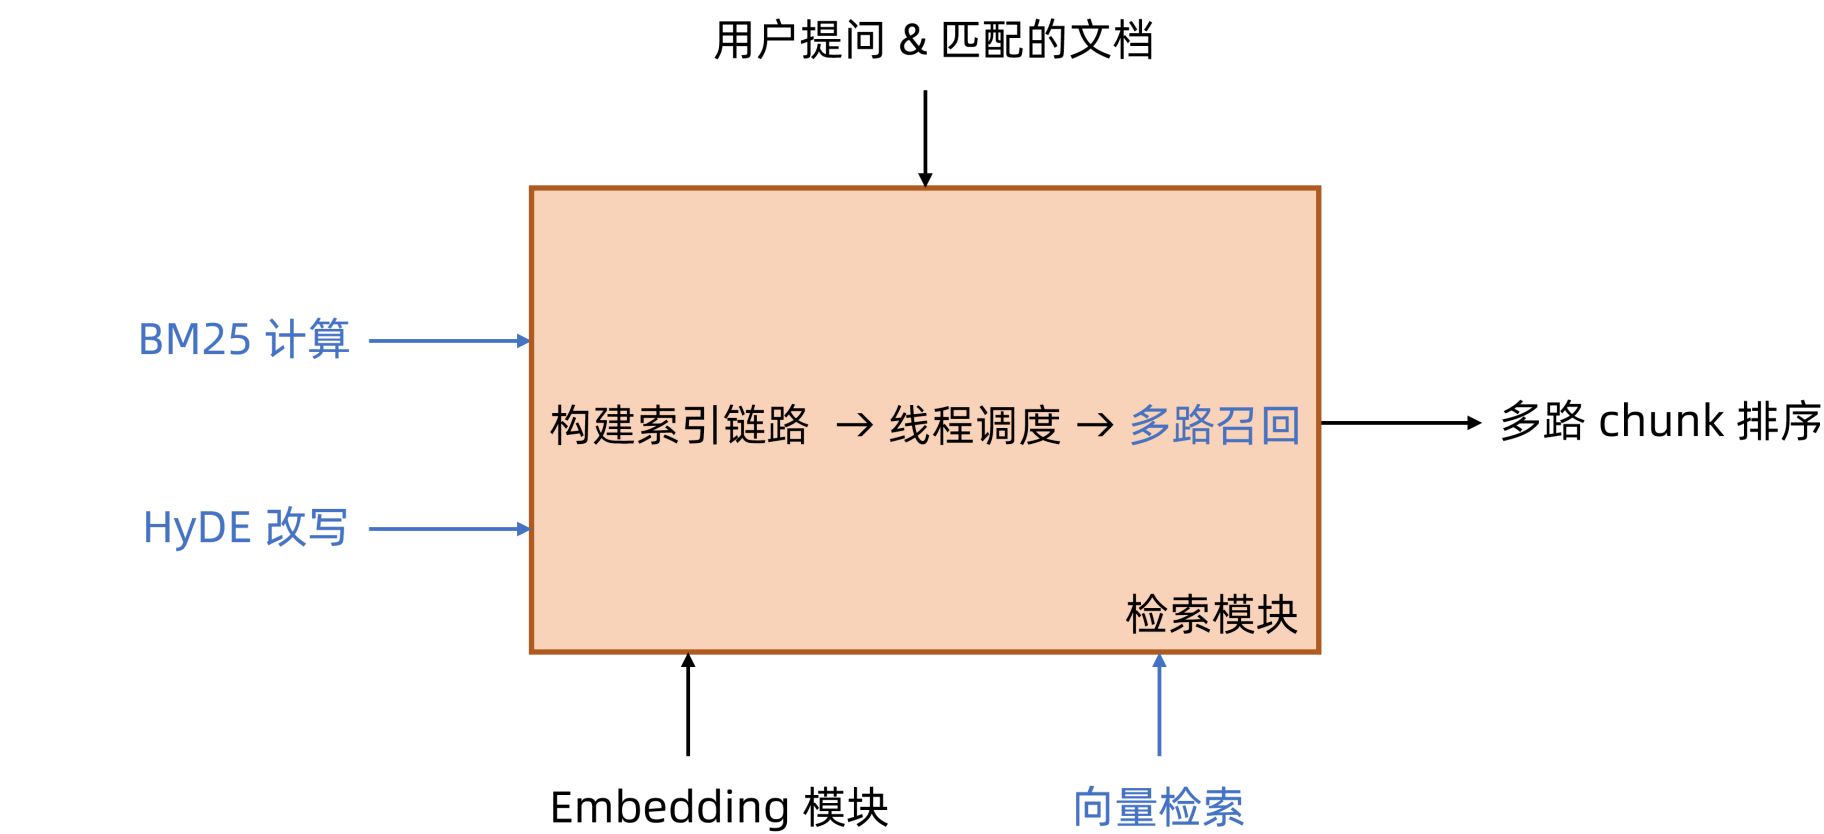 用户提问 & 匹配的文档
BM25 计算
构建索引链路 → 线程调度 → 多路召回
多路 chunk 排序
HyDE 改写
检索模块
Embedding 模块
向量检索